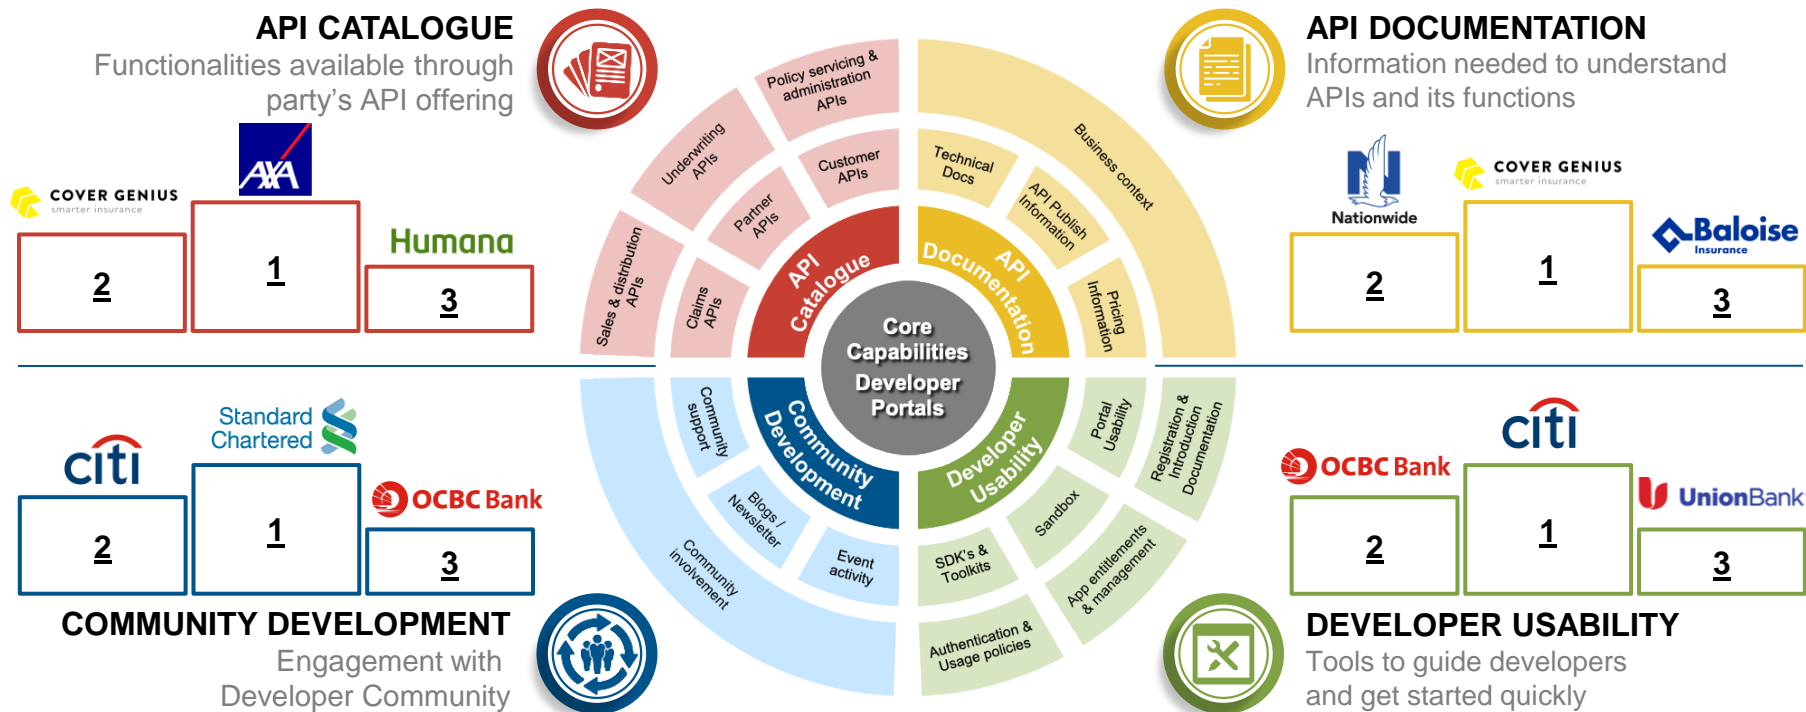 API CATALOGUE
Functionalities available through
party's API offering
COVER GENIUS
smarter insurance
AXA
Humana
2
1
3
API DOCUMENTATION
Information needed to understand
APIs and its functions
Nationwide
COVER GENIUS
smarter insurance
Baloise
Insurance
2
1
3
Policy servicing &
administration
APIs
Underwriting
APIs
Sales & distribution
APIs
Customer
APIs
Partner
APIs
Claims
APIs
API
Catalogue
Business context
Technical
Docs
API Publish
Information
Pricing
Information
API
Documentation
Core
Capabilities
Developer
Portals
Community
Development
Community
support
Blogs /
Newsletter
Event
activity
Community
involvement
Developer
Usability
Portal
Usability
Sandbox
SDK's &
Toolkits
Registration &
Introduction
Documentation
App entitlements
& management
Authentication &
Usage policies
citi
Standard
Chartered
OCBC Bank
2
1
3
COMMUNITY DEVELOPMENT
Engagement with
Developer Community
OCBC Bank
citi
UnionBank
2
1
3
DEVELOPER USABILITY
Tools to guide developers
and get started quickly